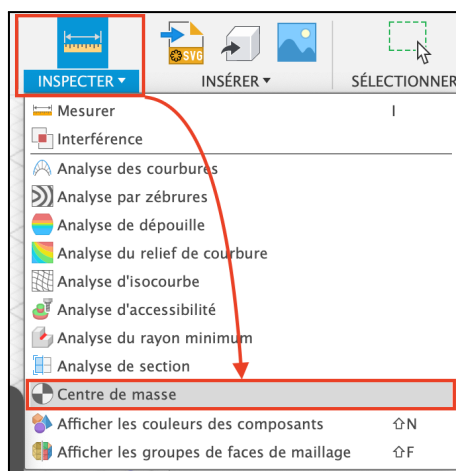 SVG
INSPECTER ▾ INSÉRER ▾ SÉLECTIONNER
Mesurer I
Interférence
Analyse des courbures
Analyse par zébrures
Analyse de dépouille
Analyse du relief de courbure
Analyse d'isocourbe
Analyse d'accessibilité
Analyse du rayon minimum
Analyse de section
Centre de masse
Afficher les couleurs des composants ⇧N
Afficher les groupes de faces de maillage ⇧F